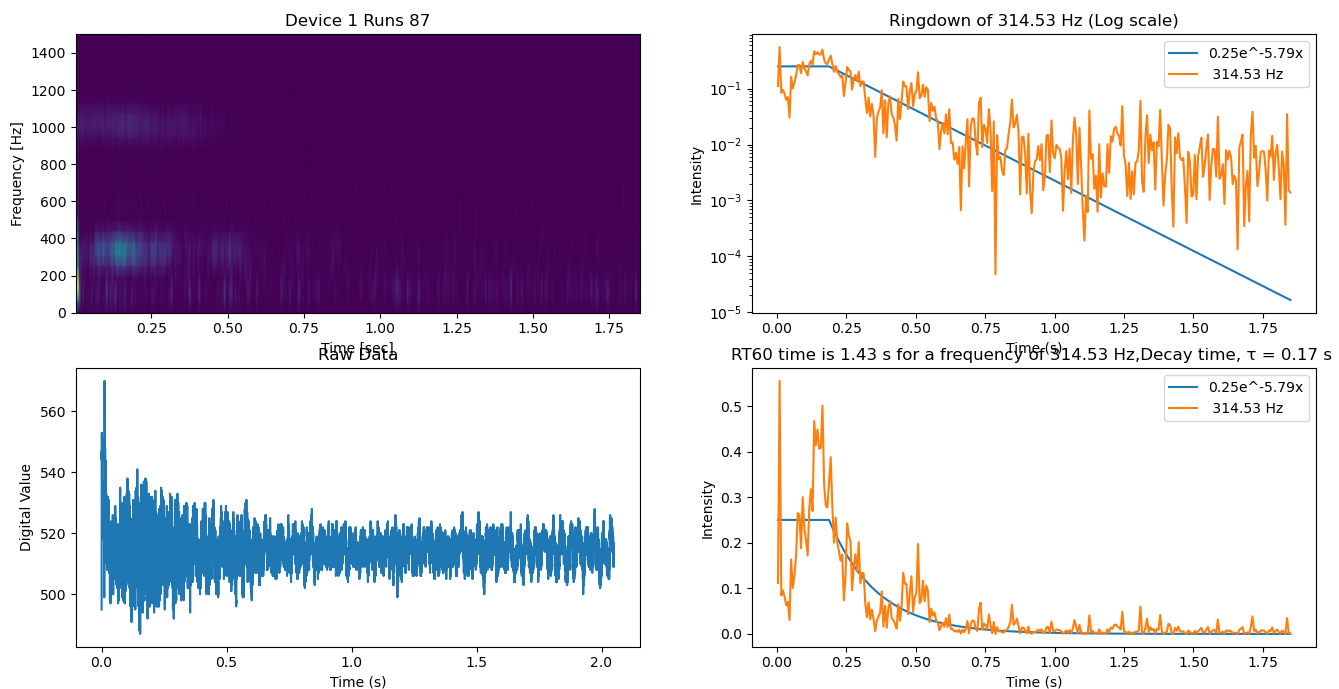 Device 1 Runs 87
Frequency [Hz]
1400
1200
1000
800
600
400
200
0
0.25 0.50 0.75 1.00 1.25 1.50 1.75
Time [sec]
Ringdown of 314.53 Hz (Log scale)
Intensity
10^-1
10^-2
10^-3
10^-4
10^-5
0.25e^-5.79x
314.53 Hz
0.00 0.25 0.50 0.75 1.00 1.25 1.50 1.75
Time (s)
Raw Data
Digital Value
560
540
520
500
0.0 0.5 1.0 1.5 2.0
Time (s)
RT60 time is 1.43 s for a frequency of 314.53 Hz,Decay time, τ = 0.17 s
Intensity
0.5
0.4
0.3
0.2
0.1
0.0
0.25e^-5.79x
314.53 Hz
0.00 0.25 0.50 0.75 1.00 1.25 1.50 1.75
Time (s)